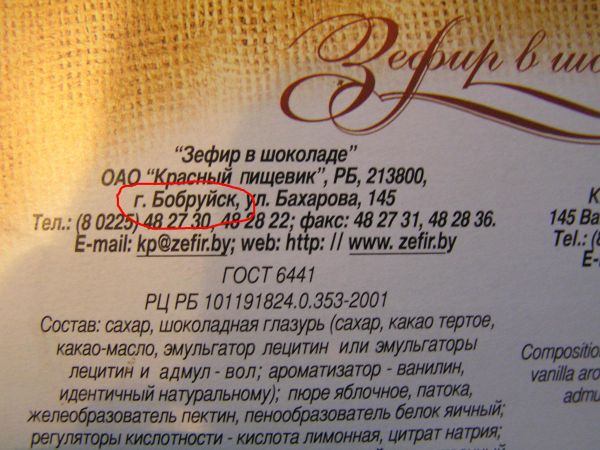 Зефир в шо
"Зефир в шоколаде"
ОАО "Красный пищевик", РБ, 213800,
г. Бобруйск, ул. Бахарова, 145
Тел.: (8 0225) 48 27 30, 48 28 22; факс: 48 27 31, 48 28 36.
E-mail: kp@zefir.by; web: http: // www. zefir.by
ГОСТ 6441
РЦ РБ 101191824.0.353-2001
Состав: сахар, шоколадная глазурь (сахар, какао тертое,
какао-масло, эмульгатор лецитин или эмульгаторы
лецитин и адмул - вол; ароматизатор - ванилин,
идентичный натуральному); пюре яблочное, патока,
желеобразователь пектин, пенообразователь белок яичный;
регуляторы кислотности - кислота лимонная, цитрат натрия;
К
145 Ba
Tel.: (8
E-
Composition
vanilla aro
admu